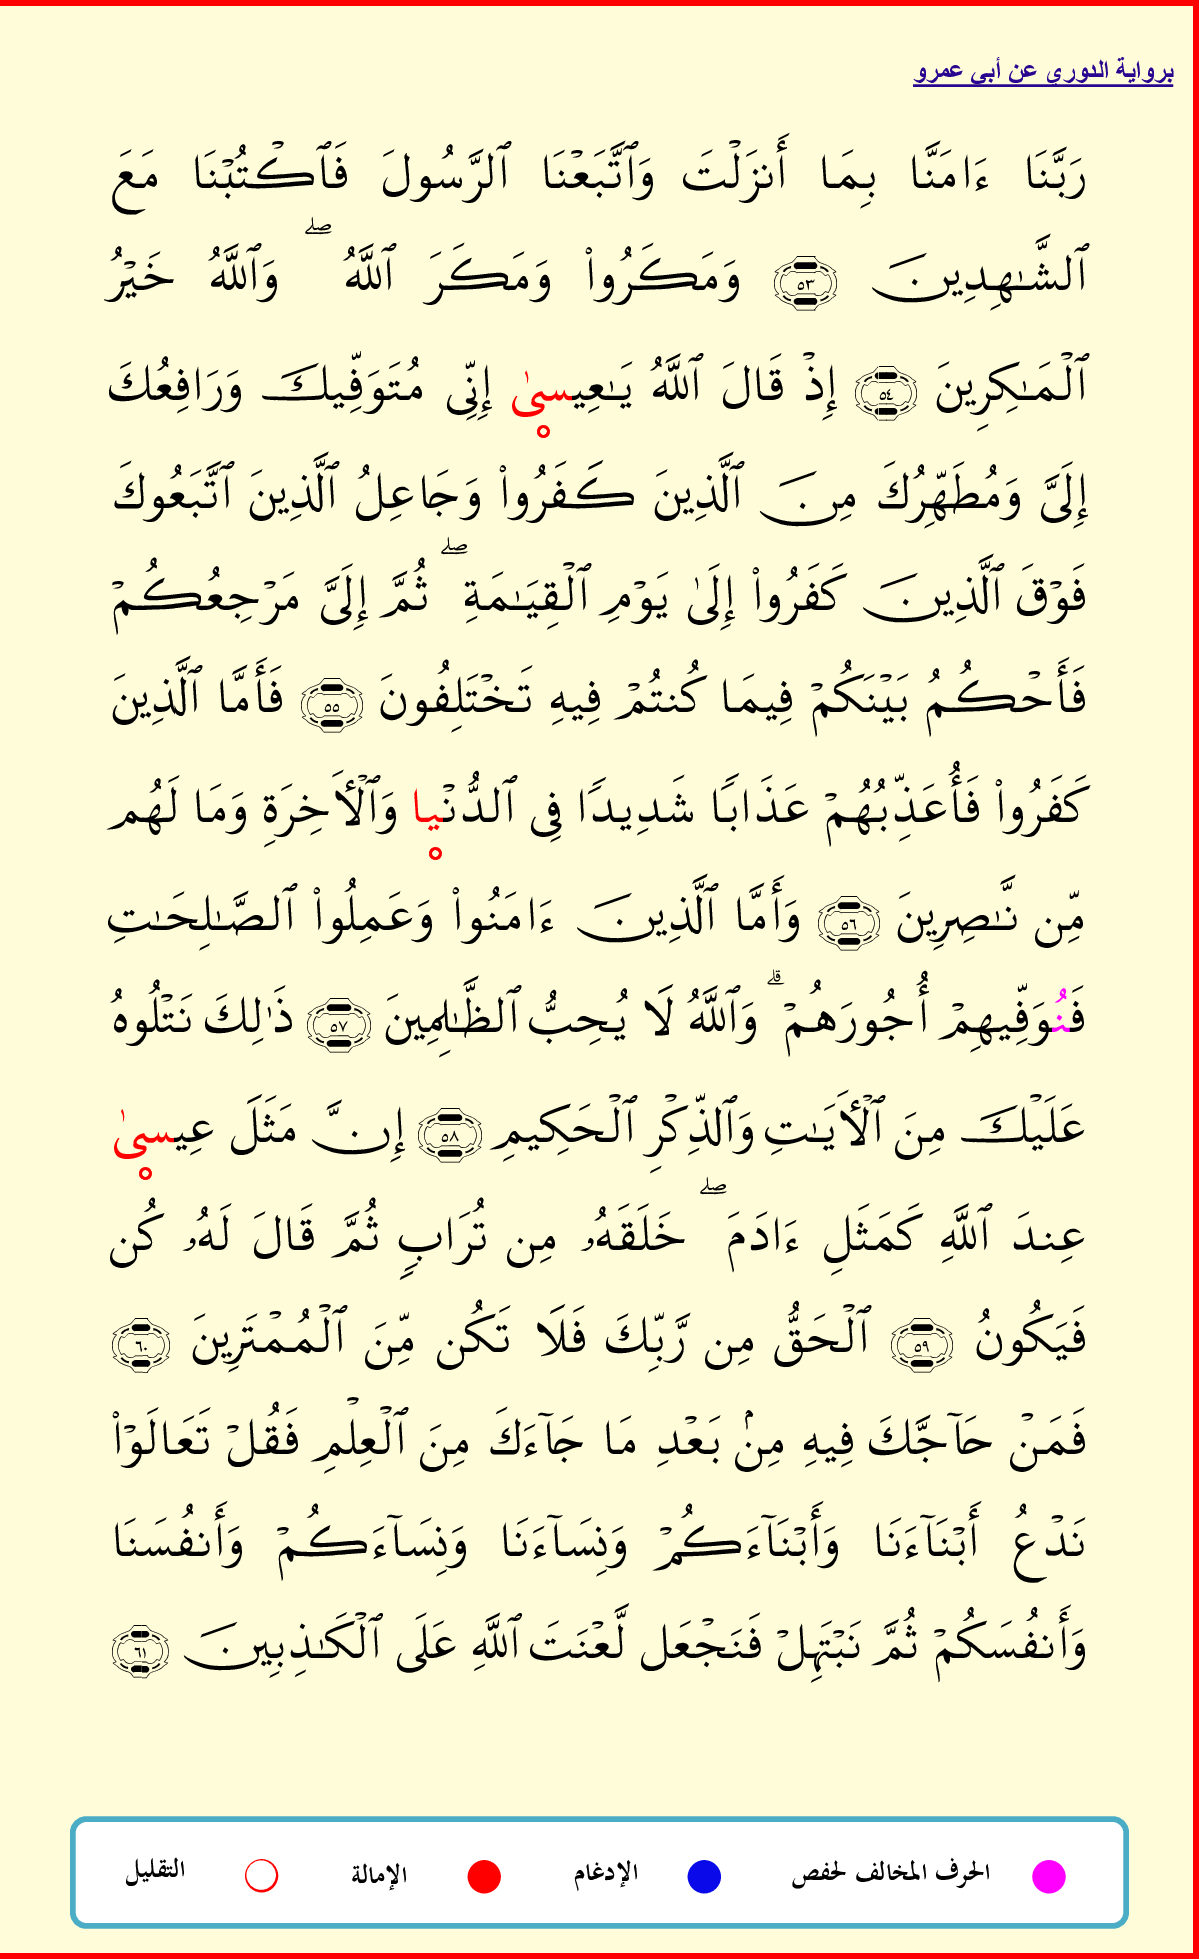 برواية الدوري عن أبي عمرو
رَبَّنَا ءَامَنَّا بِمَا أَنزَلۡتَ وَٱتَّبَعۡنَا ٱلرَّسُولَ فَٱكۡتُبۡنَا مَعَ
ٱلشَّٰهِدِينَ ٥٣ وَمَكَرُواْ وَمَكَرَ ٱللَّهُۖ وَٱللَّهُ خَيۡرُ
ٱلۡمَٰكِرِينَ ٥٤ إِذۡ قَالَ ٱللَّهُ يَٰعِيسىٰ إِنِّي مُتَوَفِّيكَ وَرَافِعُكَ
إِلَيَّ وَمُطَهِّرُكَ مِنَ ٱلَّذِينَ كَفَرُواْ وَجَاعِلُ ٱلَّذِينَ ٱتَّبَعُوكَ
فَوۡقَ ٱلَّذِينَ كَفَرُواْ إِلَىٰ يَوۡمِ ٱلۡقِيَٰمَةِۖ ثُمَّ إِلَيَّ مَرۡجِعُكُمۡ
فَأَحۡكُمُ بَيۡنَكُمۡ فِيمَا كُنتُمۡ فِيهِ تَخۡتَلِفُونَ ٥٥ فَأَمَّا ٱلَّذِينَ
كَفَرُواْ فَأُعَذِّبُهُمۡ عَذَابًا شَدِيدًا فِي ٱلدُّنۡيا وَٱلۡأَخِرَةِ وَمَا لَهُم
مِّن نَّٰصِرِينَ ٥٦ وَأَمَّا ٱلَّذِينَ ءَامَنُواْ وَعَمِلُواْ ٱلصَّٰلِحَٰتِ
فَنُوَفِّيهِمۡ أُجُورَهُمۡۗ وَٱللَّهُ لَا يُحِبُّ ٱلظَّٰلِمِينَ ٥٧ ذَٰلِكَ نَتۡلُوهُ
عَلَيۡكَ مِنَ ٱلۡأَيَٰتِ وَٱلذِّكۡرِ ٱلۡحَكِيمِ ٥٨ إِنَّ مَثَلَ عِيسىٰ
عِندَ ٱللَّهِ كَمَثَلِ ءَادَمَۖ خَلَقَهُۥ مِن تُرَابٖ ثُمَّ قَالَ لَهُۥ كُن
فَيَكُونُ ٥٩ ٱلۡحَقُّ مِن رَّبِّكَ فَلَا تَكُن مِّنَ ٱلۡمُمۡتَرِينَ ٦٠
فَمَنۡ حَآجَّكَ فِيهِ مِنۢ بَعۡدِ مَا جَآءَكَ مِنَ ٱلۡعِلۡمِ فَقُلۡ تَعَالَوۡاْ
نَدۡعُ أَبۡنَآءَنَا وَأَبۡنَآءَكُمۡ وَنِسَآءَنَا وَنِسَآءَكُمۡ وَأَنفُسَنَا
وَأَنفُسَكُمۡ ثُمَّ نَبۡتَهِلۡ فَنَجۡعَل لَّعۡنَتَ ٱللَّهِ عَلَى ٱلۡكَٰذِبِينَ ٦١
الحرف المخالف لحفص الإدغام الإمالة التقليل